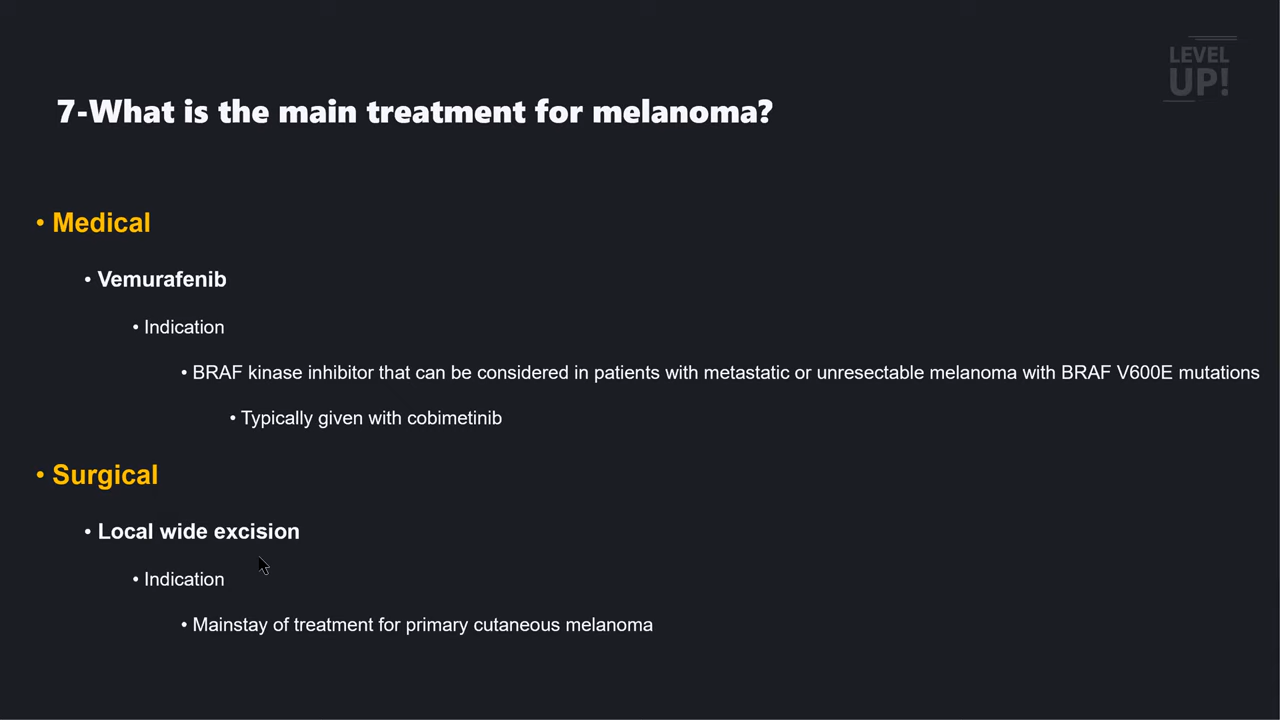 LEVEL
UP!
7-What is the main treatment for melanoma?
• Medical
• Vemurafenib
• Indication
• BRAF kinase inhibitor that can be considered in patients with metastatic or unresectable melanoma with BRAF V600E mutations
• Typically given with cobimetinib
• Surgical
• Local wide excision
• Indication
• Mainstay of treatment for primary cutaneous melanoma